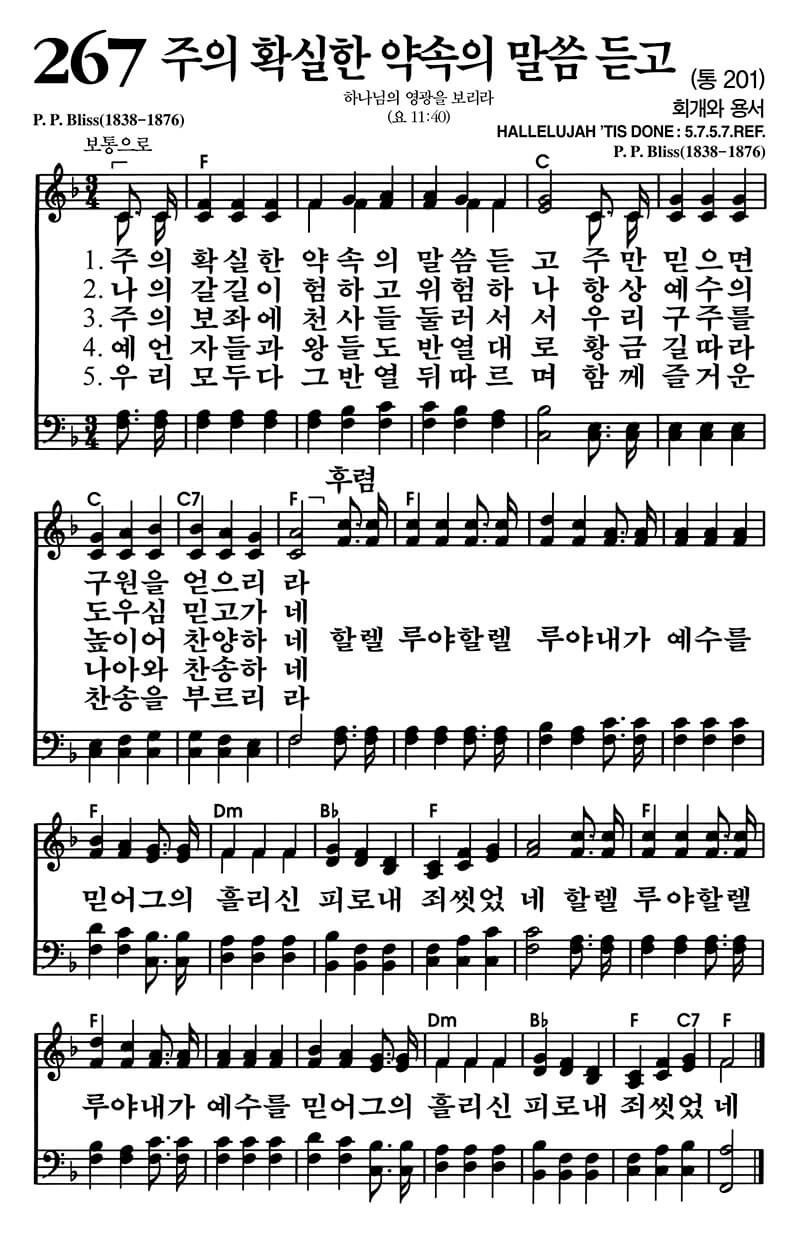 267 주의 확실한 약속의 말씀 듣고 (통 201)
하나님의 영광을 보리라
회개와 용서
(요 11:40)
P. P. Bliss(1838-1876)
HALLELUJAH 'TIS DONE : 5.7.5.7.REF.
보통으로
P. P. Bliss(1838-1876)
F C
3 4
1. 주의 확실한 약속의 말씀듣 고 주만 믿으면
2. 나의 갈길이 험하고 위험하 나 항상 예수의
3. 주의 보좌에 천사들 둘러서 서 우리 구주를
4. 예언 자들과 왕들도 반열대 로 황금 길따라
5. 우리 모두다 그반열 뒤따르 며 함께 즐거운
3 4
후렴
C C7 F F
구원을 얻으리 라
도우심 믿고가 네
높이어 찬양하 네 할렐 루야할렐 루야내가 예수를
나아와 찬송하 네
찬송을 부르리 라
F Dm B♭ F F
믿어그의 흘리신 피로내 죄씻었 네 할렐 루야할렐
F Dm B♭ F C7 F
루야내가 예수를 믿어그의 흘리신 피로내 죄씻었 네